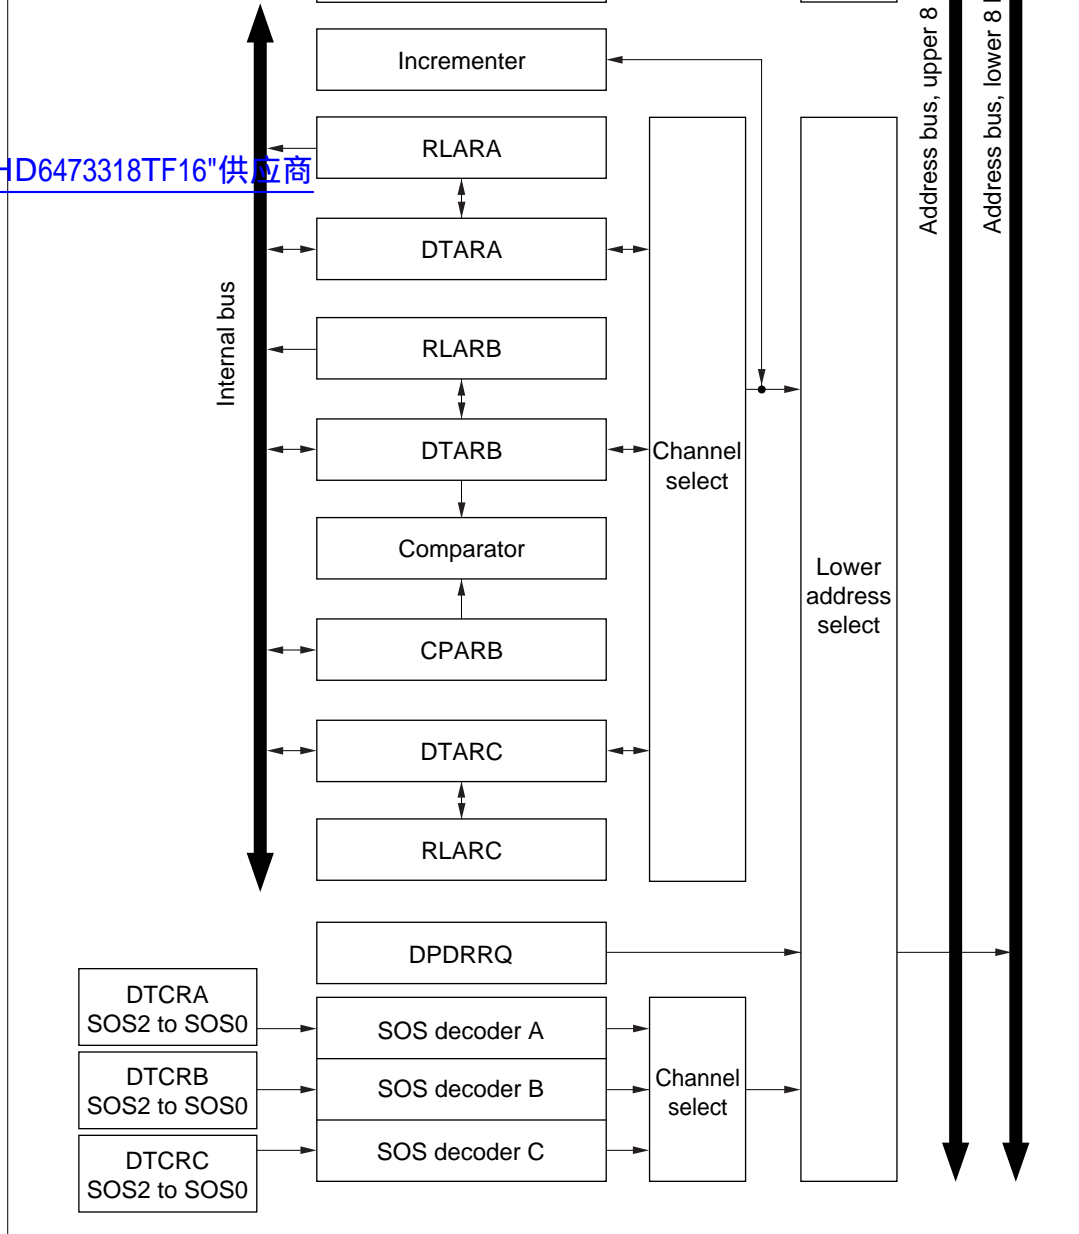 Address bus, upper 8
Address bus, lower 8
Incrementer
RLARA
HD6473318TF16"供应商
DTARA
Internal bus
RLARB
DTARB
Channel
select
Comparator
Lower
address
select
CPARB
DTARC
RLARC
DPDRRQ
DTCRA
SOS2 to SOS0
SOS decoder A
DTCRB
SOS2 to SOS0
SOS decoder B
Channel
select
DTCRC
SOS2 to SOS0
SOS decoder C